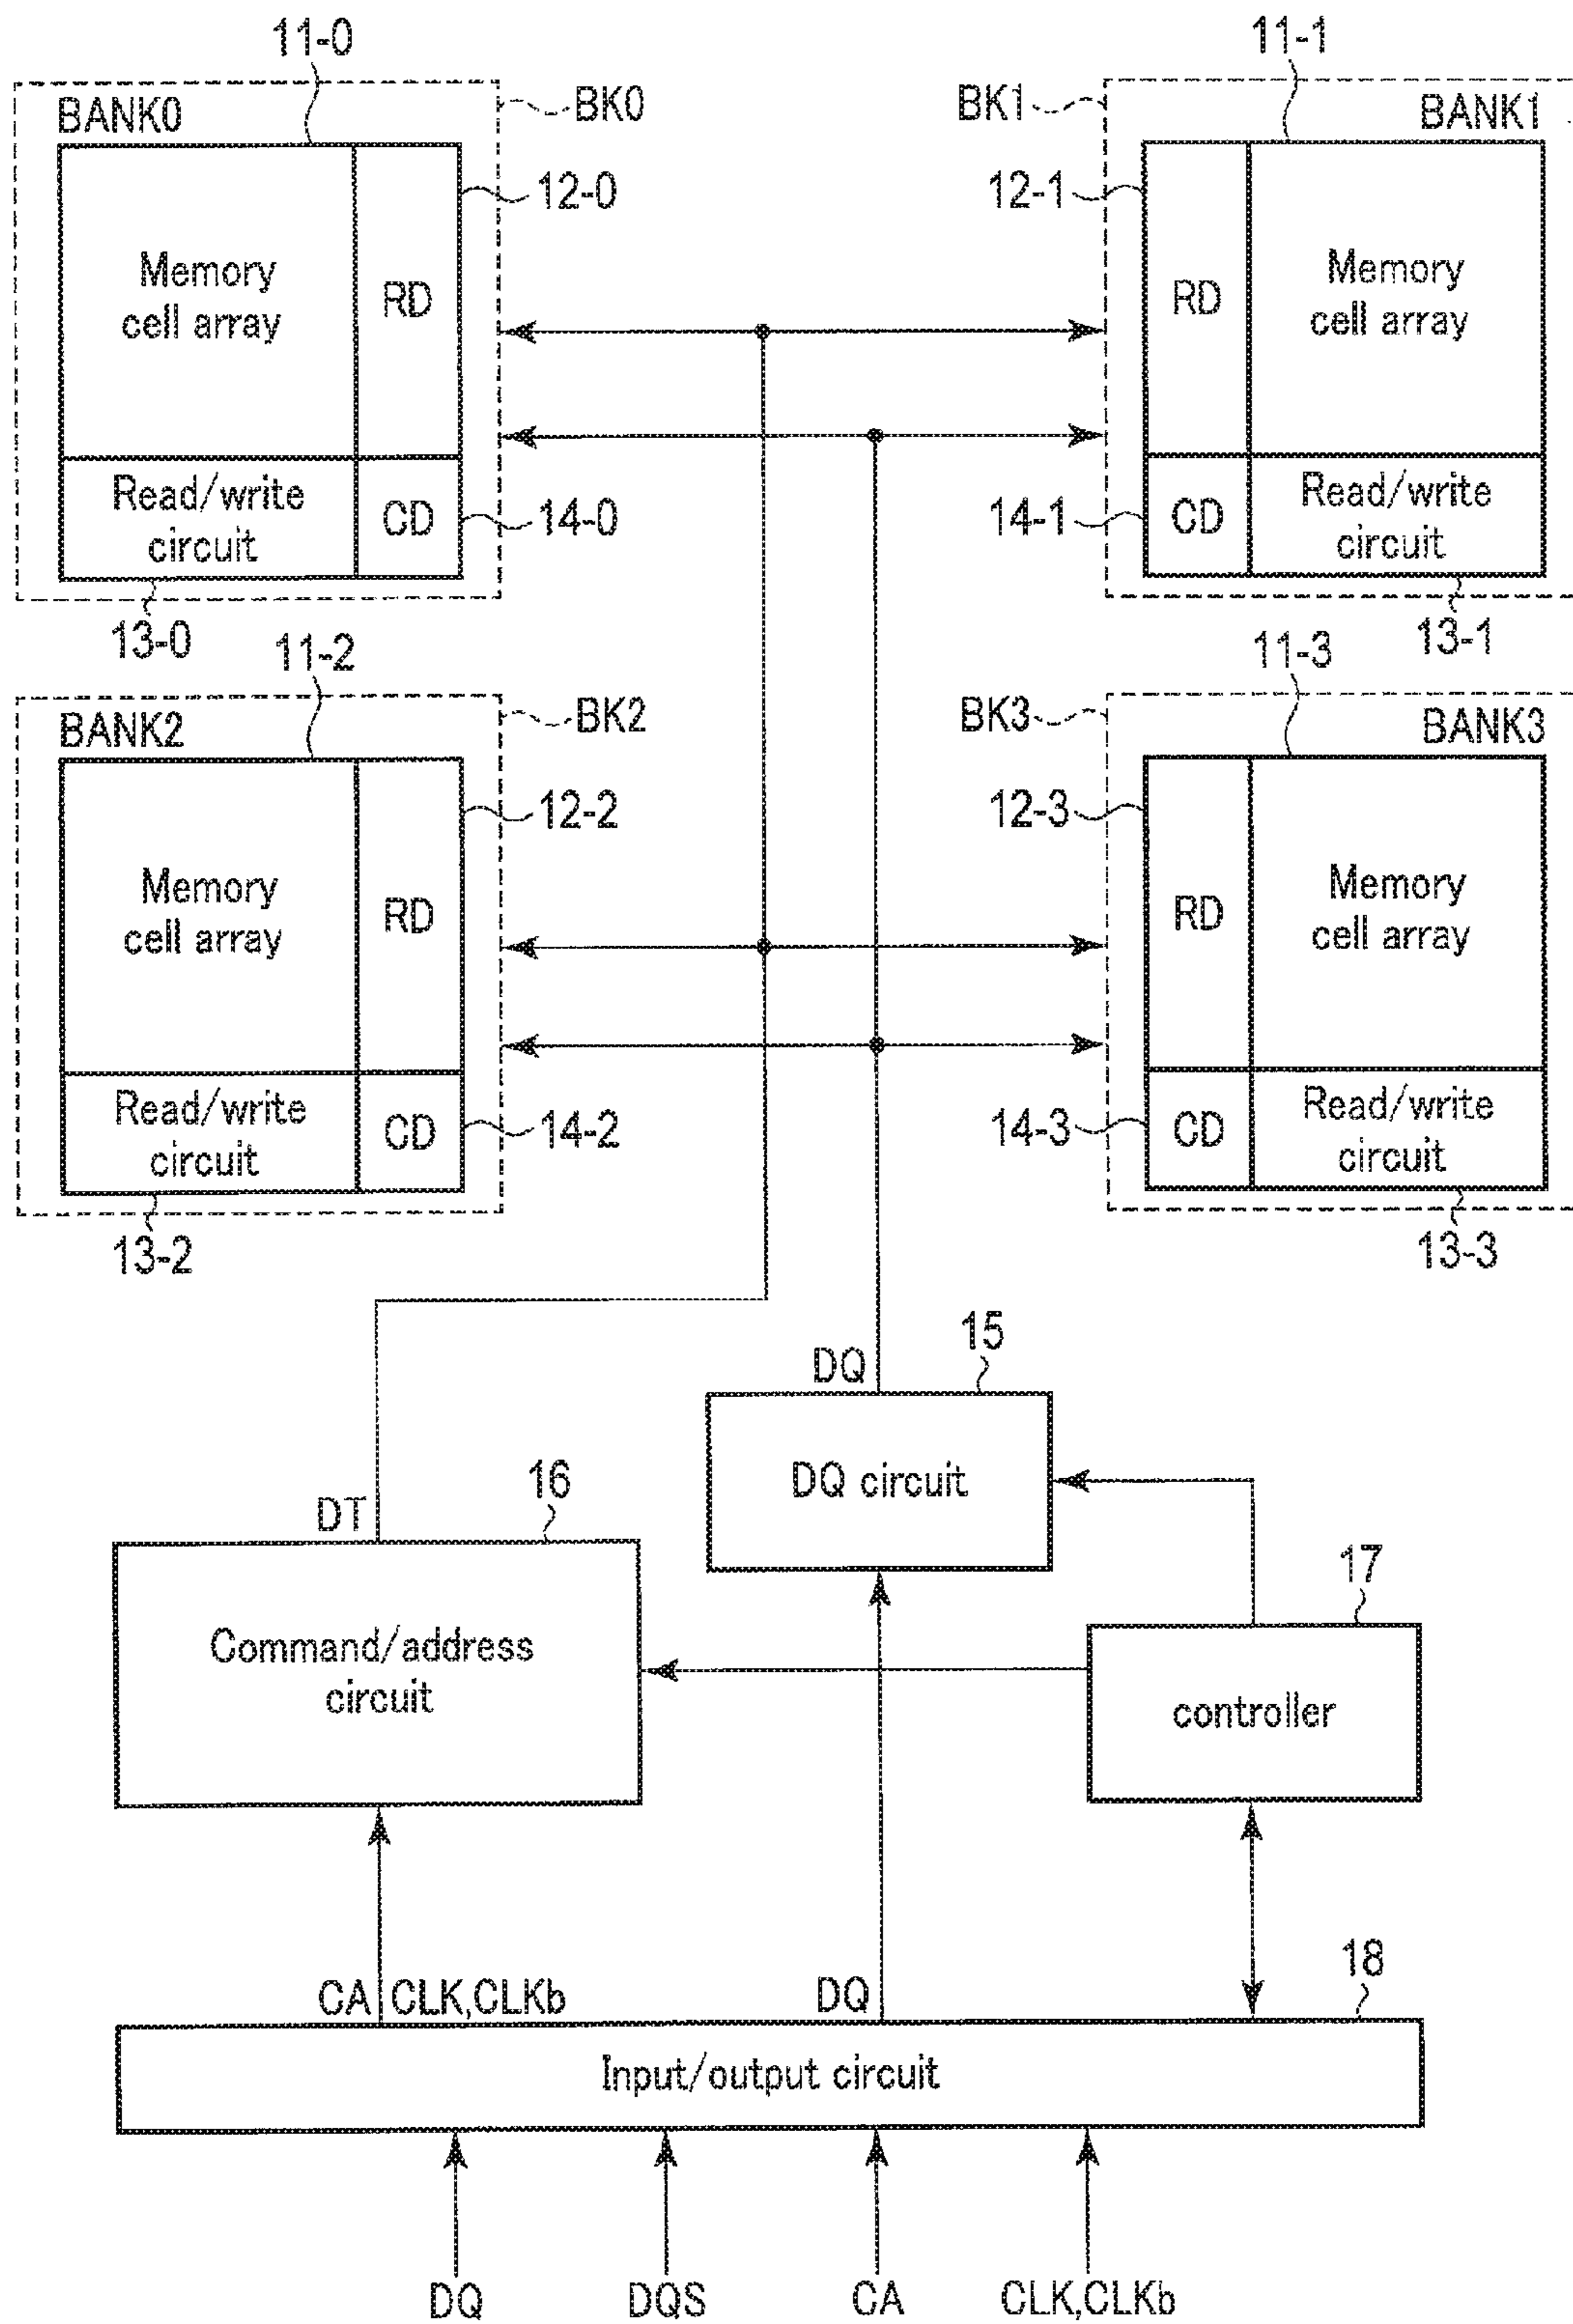 11-0
11-1
BANK0
BK0
BK1
BANK1
12-0
12-1
Memory
cell array
RD
RD
Memory
cell array
Read/write
circuit
CD
14-0
14-1
CD
Read/write
circuit
13-0
13-1
11-2
11-3
BANK2
BK2
BK3
BANK3
12-2
12-3
Memory
cell array
RD
RD
Memory
cell array
Read/write
circuit
CD
14-2
14-3
CD
Read/write
circuit
13-2
13-3
15
DQ
DQ circuit
16
DT
17
Command/address
circuit
controller
18
CA CLK,CLKb
DQ
Input/output circuit
DQ
DQS
CA
CLK,CLKb